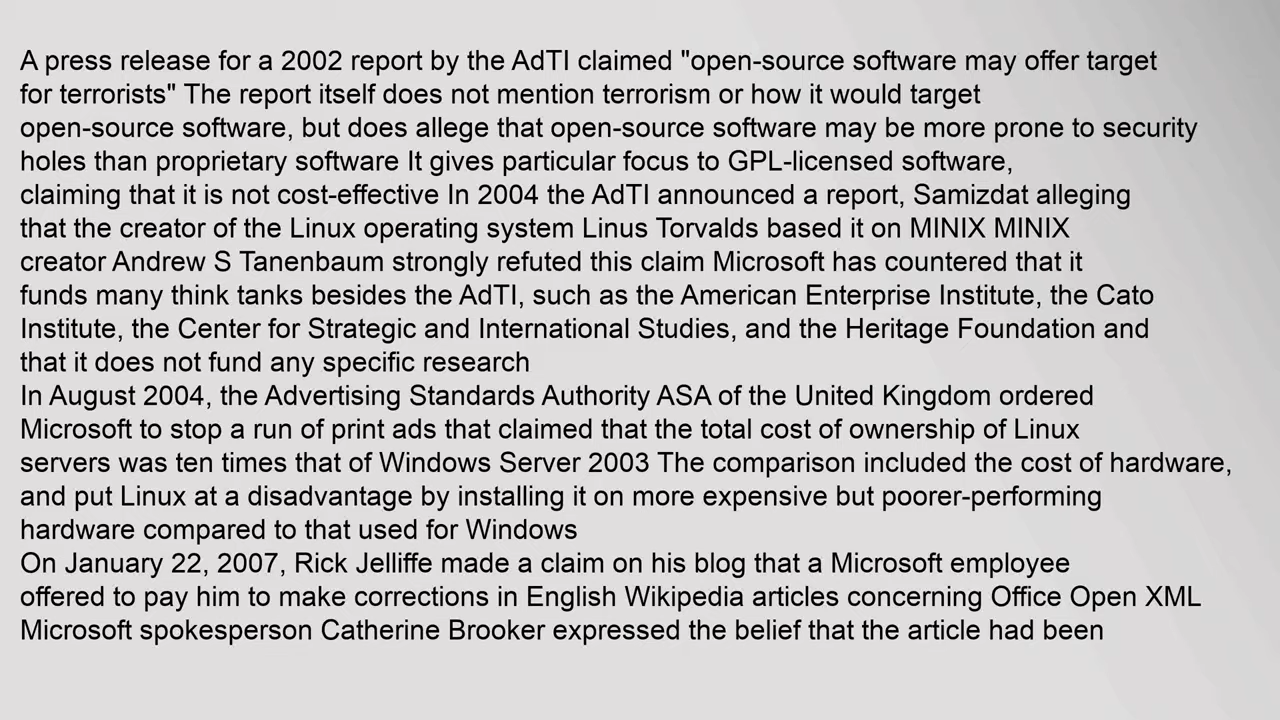 A press release for a 2002 report by the AdTI claimed "open-source software may offer target
for terrorists" The report itself does not mention terrorism or how it would target
open-source software, but does allege that open-source software may be more prone to security
holes than proprietary software It gives particular focus to GPL-licensed software,
claiming that it is not cost-effective In 2004 the AdTI announced a report, Samizdat alleging
that the creator of the Linux operating system Linus Torvalds based it on MINIX MINIX
creator Andrew S Tanenbaum strongly refuted this claim Microsoft has countered that it
funds many think tanks besides the AdTI, such as the American Enterprise Institute, the Cato
Institute, the Center for Strategic and International Studies, and the Heritage Foundation and
that it does not fund any specific research
In August 2004, the Advertising Standards Authority ASA of the United Kingdom ordered
Microsoft to stop a run of print ads that claimed that the total cost of ownership of Linux
servers was ten times that of Windows Server 2003 The comparison included the cost of hardware,
and put Linux at a disadvantage by installing it on more expensive but poorer-performing
hardware compared to that used for Windows
On January 22, 2007, Rick Jelliffe made a claim on his blog that a Microsoft employee
offered to pay him to make corrections in English Wikipedia articles concerning Office Open XML
Microsoft spokesperson Catherine Brooker expressed the belief that the article had been